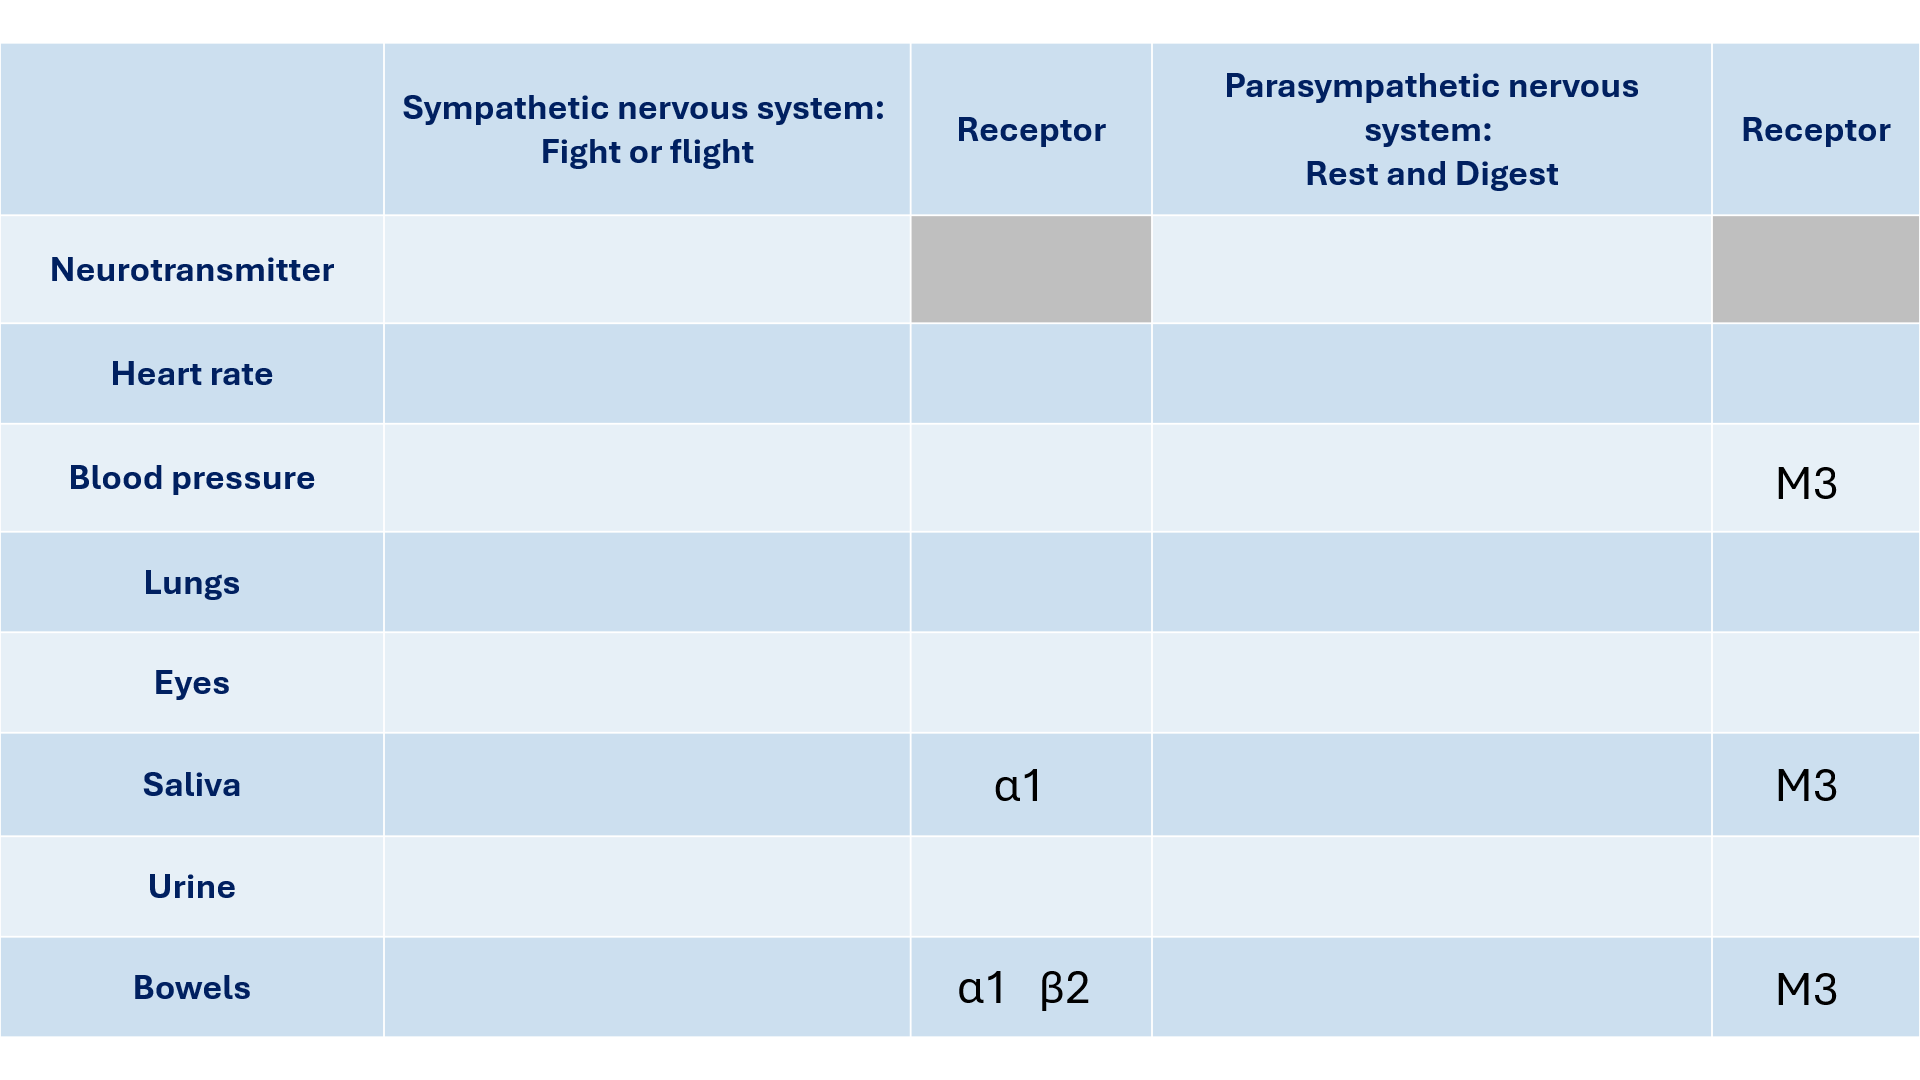 Sympathetic nervous system:
Fight or flight
Receptor
Parasympathetic nervous
system:
Rest and Digest
Receptor
Neurotransmitter
Heart rate
Blood pressure
M3
Lungs
Eyes
Saliva
α1
M3
Urine
Bowels
α1 β2
M3